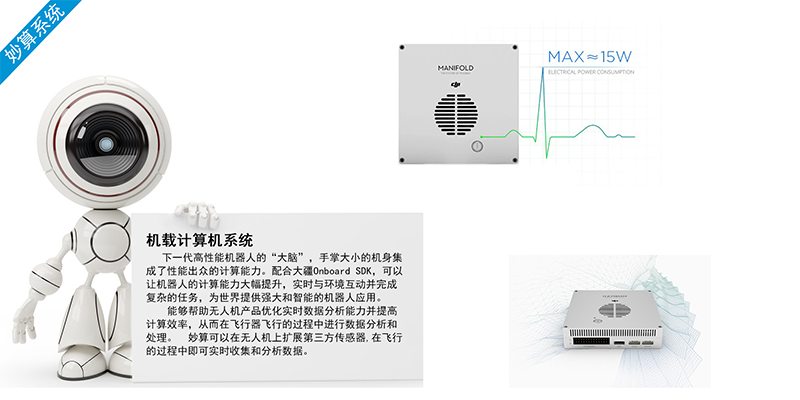 妙算系统
MANIFOLD
MAX≈15W
ELECTRICAL POWER CONSUMPTION
机载计算机系统
下一代高性能机器人的“大脑”，手掌大小的机身集
成了性能出众的计算能力。配合大疆Onboard SDK，可以
让机器人的计算能力大幅提升，实时与环境互动并完成
复杂的任务，为世界提供强大和智能的机器人应用。
能够帮助无人机产品优化实时数据分析能力并提高
计算效率，从而在飞行器飞行的过程中进行数据分析和
处理。 妙算可以在无人机上扩展第三方传感器,在飞行
的过程中即可实时收集和分析数据。